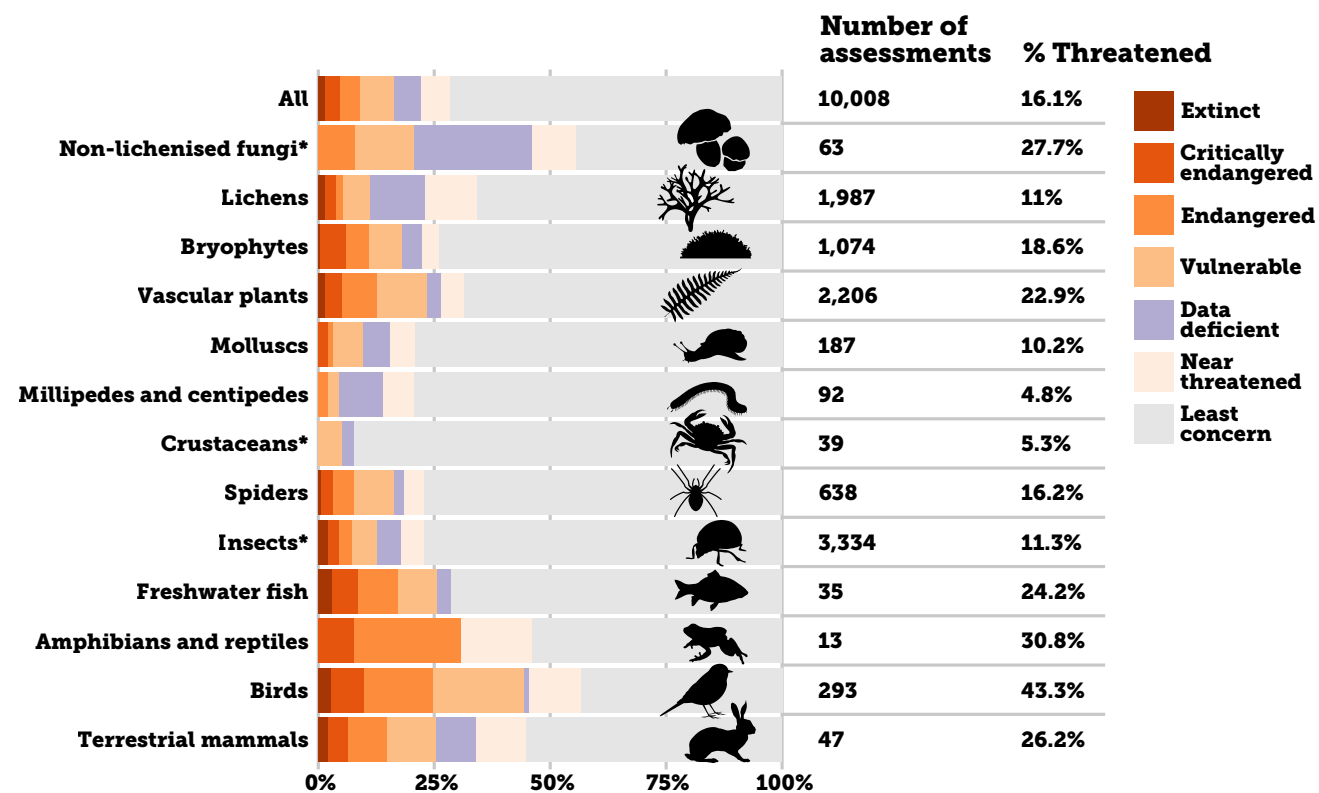 Number of
assessments
% Threatened
All
10,008
16.1%
Non-lichenised fungi*
63
27.7%
Lichens
1,987
11%
Bryophytes
1,074
18.6%
Vascular plants
2,206
22.9%
Molluscs
187
10.2%
Millipedes and centipedes
92
4.8%
Crustaceans*
39
5.3%
Spiders
638
16.2%
Insects*
3,334
11.3%
Freshwater fish
35
24.2%
Amphibians and reptiles
13
30.8%
Birds
293
43.3%
Terrestrial mammals
47
26.2%
0%
25%
50%
75%
100%
Extinct
Critically
endangered
Endangered
Vulnerable
Data
deficient
Near
threatened
Least
concern